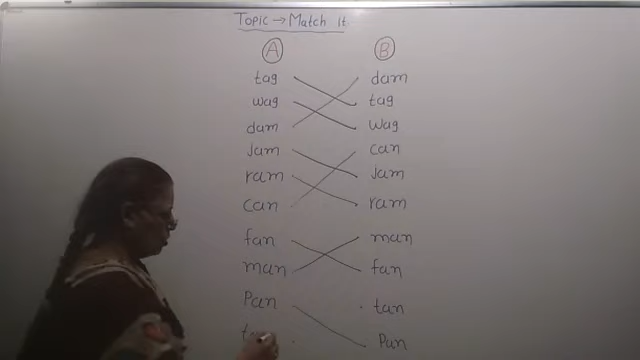 Topic → Match it
A B
tag dam
wag tag
dam wag
Jam can
ram Jam
can ram
fan man
man fan
Pan tan
Pan